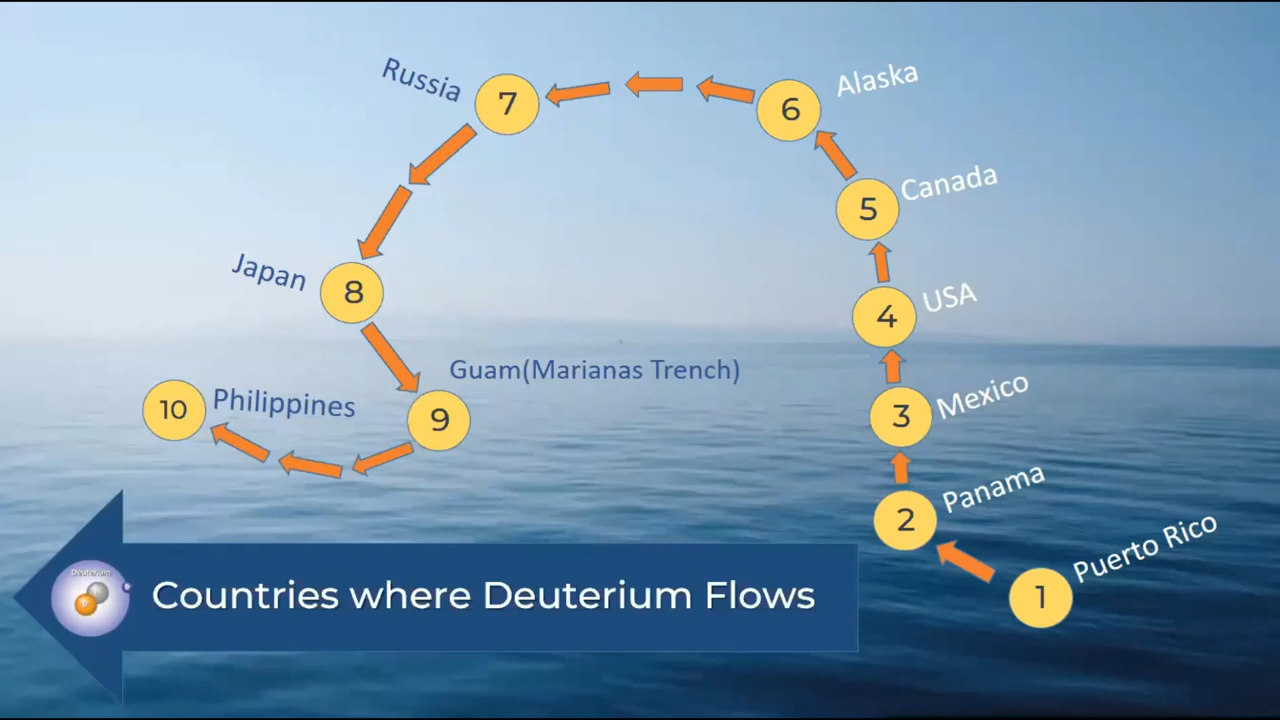 Russia
7
6
Alaska
5
Canada
Japan
8
4
USA
Guam(Marianas Trench)
10
Philippines
9
3
Mexico
2
Panama
Puerto Rico
1
Deuterium
Countries where Deuterium Flows